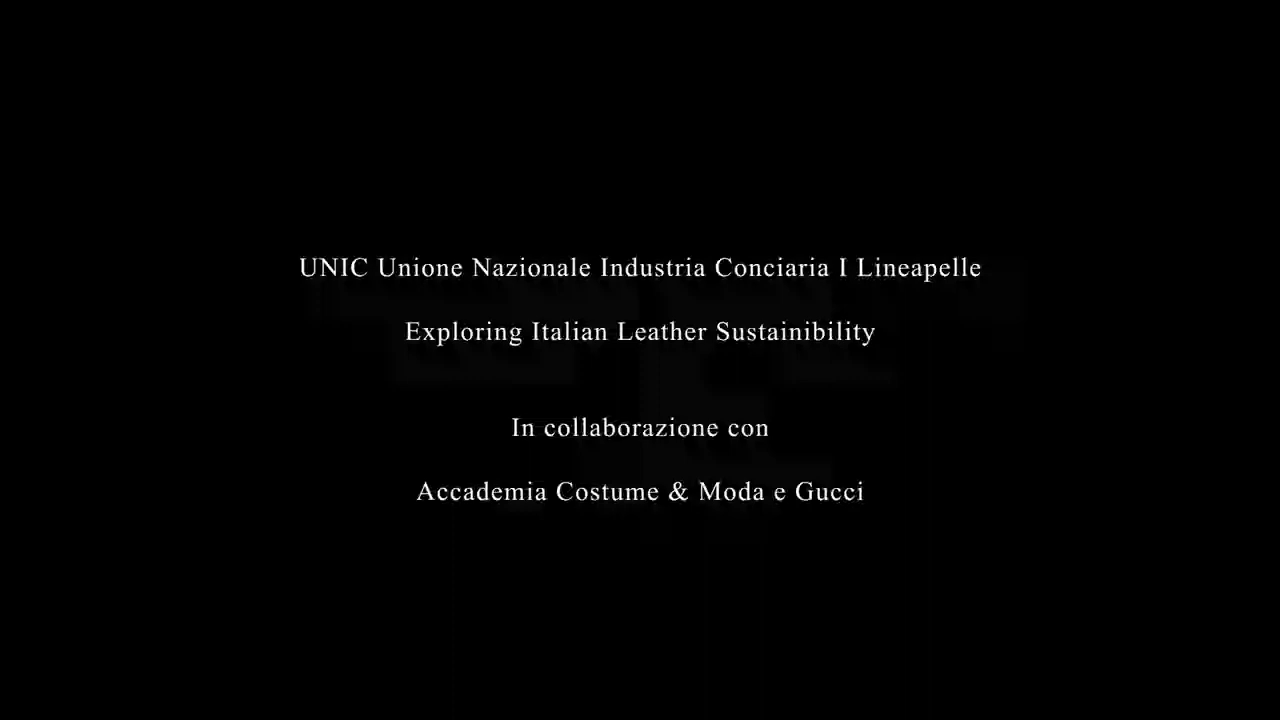 UNIC Unione Nazionale Industria Conciaria I Lineapelle
Exploring Italian Leather Sustainibility
In collaborazione con
Accademia Costume & Moda e Gucci